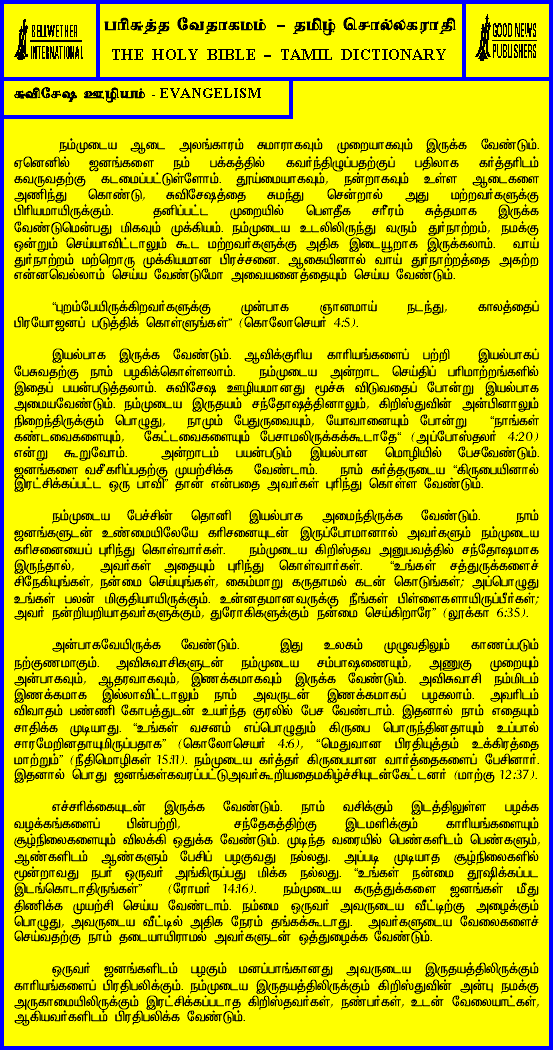 BELLWETHER INTERNATIONAL
பரிசுத்த வேதாகமம் – தமிழ் சொல்லகராதி
THE HOLY BIBLE – TAMIL DICTIONARY
GOOD NEWS PUBLISHERS
சுவிசேஷ ஊழியம் - EVANGELISM
நம்முடைய ஆடை அலங்காரம் சுமாராகவும் முறையாகவும் இருக்க வேண்டும்.
ஏனெனில் ஜனங்களை நம் பக்கத்தில் கவர்ந்திழுப்பதற்குப் பதிலாக கர்த்தரிடம்
கவருவதற்கு கடமைப்பட்டுள்ளோம். தூய்மையாகவும், நன்றாகவும் உள்ள ஆடைகளை
அணிந்து கொண்டு, சுவிசேஷத்தை சுமந்து சென்றால் அது மற்றவர்களுக்கு
பிரியமாயிருக்கும். தனிப்பட்ட முறையில் பௌதீக சரீரம் சுத்தமாக இருக்க
வேண்டுமென்பது மிகவும் முக்கியம். நம்முடைய உடலிலிருந்து வரும் துர்நாற்றம், நமக்கு
ஒன்றும் செய்யாவிட்டாலும் கூட மற்றவர்களுக்கு அதிக இடையூறாக இருக்கலாம். வாய்
துர்நாற்றம் மற்றொரு முக்கியமான பிரச்சனை. ஆகையினால் வாய் துர்நாற்றத்தை அகற்ற
என்னவெல்லாம் செய்ய வேண்டுமோ அவையனைத்தையும் செய்ய வேண்டும்.
“புறம்பேயிருக்கிறவர்களுக்கு முன்பாக ஞானமாய் நடந்து, காலத்தைப்
பிரயோஜனப் படுத்திக் கொள்ளுங்கள்” (கொலோசெயர் 4:5).
இயல்பாக இருக்க வேண்டும். ஆவிக்குரிய காரியங்களைப் பற்றி இயல்பாகப்
பேசுவதற்கு நாம் பழகிக்கொள்ளலாம். நம்முடைய அன்றாட செய்திப் பரிமாற்றங்களில்
இதைப் பயன்படுத்தலாம். சுவிசேஷ ஊழியமானது மூச்சு விடுவதைப் போன்று இயல்பாக
அமையவேண்டும். நம்முடைய இருதயம் சந்தோஷத்தினாலும், கிறிஸ்துவின் அன்பினாலும்
நிறைந்திருக்கும் பொழுது, நாமும் பேதுருவையும், யோவானையும் போன்று “நாங்கள்
கண்டவைகளையும், கேட்டவைகளையும் பேசாமலிருக்கக்கூடாதே“ (அப்போஸ்தலர் 4:20)
என்று கூறுவோம். அன்றாடம் பயன்படும் இயல்பான மொழியில் பேசவேண்டும்.
ஜனங்களை வசீகரிப்பதற்கு முயற்சிக்க வேண்டாம். நாம் கர்த்தருடைய “கிருபையினால்
இரட்சிக்கப்பட்ட ஒரு பாவி” தான் என்பதை அவர்கள் புரிந்து கொள்ள வேண்டும்.
நம்முடைய பேச்சின் தொனி இயல்பாக அமைந்திருக்க வேண்டும். நாம்
ஜனங்களுடன் உண்மையிலேயே கரிசனையுடன் இருப்போமானால் அவர்களும் நம்முடைய
கரிசனையைப் புரிந்து கொள்வார்கள். நம்முடைய கிறிஸ்தவ அனுபவத்தில் சந்தோஷமாக
இருந்தால், அவர்கள் அதையும் புரிந்து கொள்வார்கள். “உங்கள் சத்துருக்களைச்
சிநேகியுங்கள், நன்மை செய்யுங்கள், கைம்மாறு கருதாமல் கடன் கொடுங்கள்; அப்பொழுது
உங்கள் பலன் மிகுதியாயிருக்கும். உன்னதமானவருக்கு நீங்கள் பிள்ளைகளாயிருப்பீர்கள்;
அவர் நன்றியறியாதவர்களுக்கும், துரோகிகளுக்கும் நன்மை செய்கிறாரே” (லூக்கா 6:35).
அன்பாகவேயிருக்க வேண்டும். இது உலகம் முழுவதிலும் காணப்படும்
நற்குணமாகும். அவிசுவாசிகளுடன் நம்முடைய சம்பாஷணையும், அணுகு முறையும்
அன்பாகவும், ஆதரவாகவும், இணக்கமாகவும் இருக்க வேண்டும். அவிசுவாசி நம்மிடம்
இணக்கமாக இல்லாவிட்டாலும் நாம் அவருடன் இணக்கமாகப் பழகலாம். அவரிடம்
விவாதம் பண்ணி கோபத்துடன் உயர்ந்த குரலில் பேச வேண்டாம். இதனால் நாம் எதையும்
சாதிக்க முடியாது. “உங்கள் வசனம் எப்பொழுதும் கிருபை பொருந்தினதாயும் உப்பால்
சாரமேறினதாயுமிருப்பதாக” (கொலோசெயர் 4:6), “மெதுவான பிரதியுத்தம் உக்கிரத்தை
மாற்றும்” (நீதிமொழிகள் 15:11). நம்முடைய கர்த்தர் கிருபையான வார்த்தைகளைப் பேசினார்.
இதனால் பொது ஜனங்கள்கவரப்பட்டுஅவர்கூறியதைமகிழ்ச்சியுடன்கேட்டனர் (மாற்கு 12:37).
எச்சரிக்கையுடன் இருக்க வேண்டும். நாம் வசிக்கும் இடத்திலுள்ள பழக்க
வழக்கங்களைப் பின்பற்றி, சந்தேகத்திற்கு இடமளிக்கும் காரியங்களையும்
சூழ்நிலைகளையும் விலக்கி ஒதுக்க வேண்டும். முடிந்த வரையில் பெண்களிடம் பெண்களும்,
ஆண்களிடம் ஆண்களும் பேசிப் பழகுவது நல்லது. அப்படி முடியாத சூழ்நிலைகளில்
மூன்றாவது நபர் ஒருவர் அங்கிருப்பது மிக்க நல்லது. “உங்கள் நன்மை தூஷிக்கப்பட
இடங்கொடாதிருங்கள்” (ரோமர் 14:16). நம்முடைய கருத்துக்களை ஜனங்கள் மீது
திணிக்க முயற்சி செய்ய வேண்டாம். நம்மை ஒருவர் அவருடைய வீட்டிற்கு அழைக்கும்
பொழுது, அவருடைய வீட்டில் அதிக நேரம் தங்கக்கூடாது. அவர்களுடைய வேலைகளைச்
செய்வதற்கு நாம் தடையாயிராமல் அவர்களுடன் ஒத்துழைக்க வேண்டும்.
ஒருவர் ஜனங்களிடம் பழகும் மனப்பாங்கானது அவருடைய இருதயத்திலிருக்கும்
காரியங்களைப் பிரதிபலிக்கும். நம்முடைய இருதயத்திலிருக்கும் கிறிஸ்துவின் அன்பு நமக்கு
அருகாமையிலிருக்கும் இரட்சிக்கப்படாத கிறிஸ்தவர்கள், நண்பர்கள், உடன் வேலையாட்கள்,
ஆகியவர்களிடம் பிரதிபலிக்க வேண்டும்.